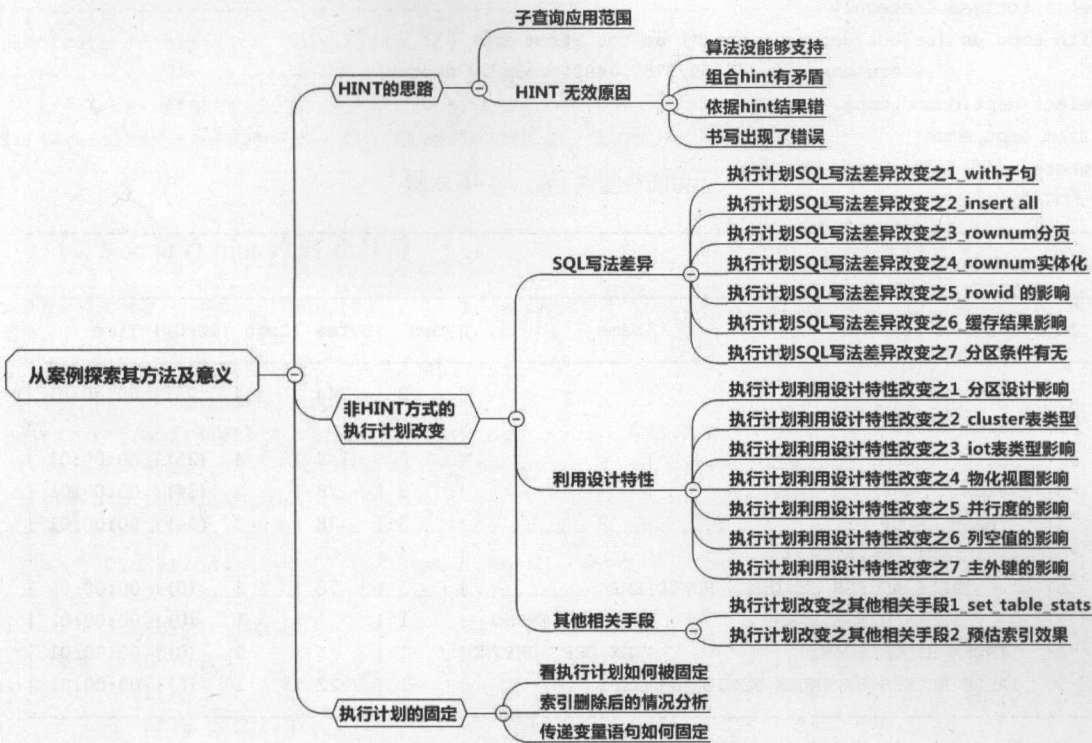 子查询应用范围
算法没能够支持
HINT的思路
HINT 无效原因
组合hint有矛盾
依据hint结果错
书写出现了错误
执行计划SQL写法差异改变之1_with子句
执行计划SQL写法差异改变之2_insert all
执行计划SQL写法差异改变之3_rownum分页
SQL写法差异
执行计划SQL写法差异改变之4_rownum实体化
执行计划SQL写法差异改变之5_rowid 的影响
执行计划SQL写法差异改变之6_缓存结果影响
执行计划SQL写法差异改变之7_分区条件有无
从案例探索其方法及意义
非HINT方式的
执行计划改变
执行计划利用设计特性改变之1_分区设计影响
执行计划利用设计特性改变之2_cluster表类型
执行计划利用设计特性改变之3_iot表类型影响
利用设计特性
执行计划利用设计特性改变之4_物化视图影响
执行计划利用设计特性改变之5_并行度的影响
执行计划利用设计特性改变之6_列空值的影响
执行计划利用设计特性改变之7_主外键的影响
其他相关手段
执行计划改变之其他相关手段1_set_table_stats
执行计划改变之其他相关手段2_预估索引效果
看执行计划如何被固定
执行计划的固定
索引删除后的情况分析
传递变量语句如何固定